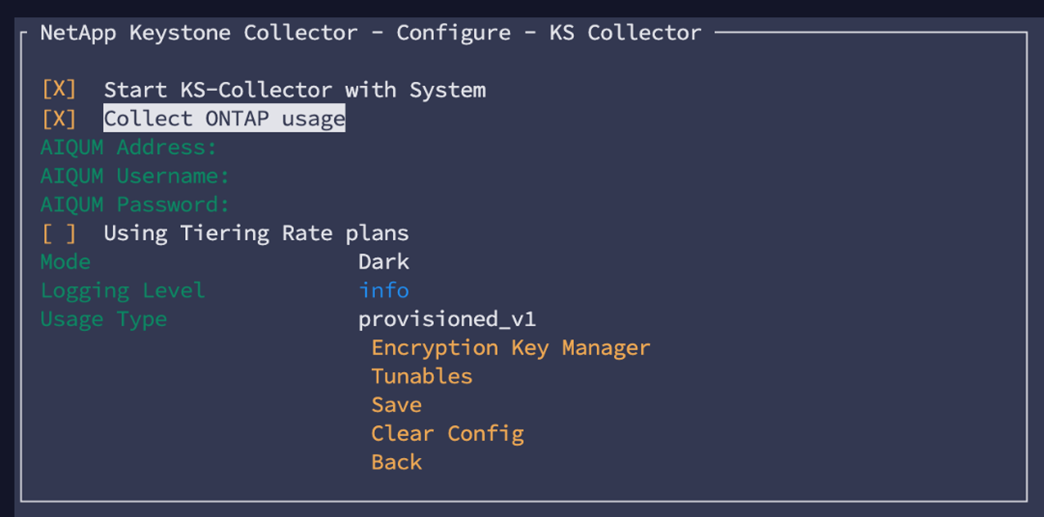 NetApp Keystone Collector - Configure - KS Collector
[X] Start KS-Collector with System
[X] Collect ONTAP usage
AIQUM Address:
AIQUM Username:
AIQUM Password:
[ ] Using Tiering Rate plans
Mode Dark
Logging Level info
Usage Type provisioned_v1
Encryption Key Manager
Tunables
Save
Clear Config
Back